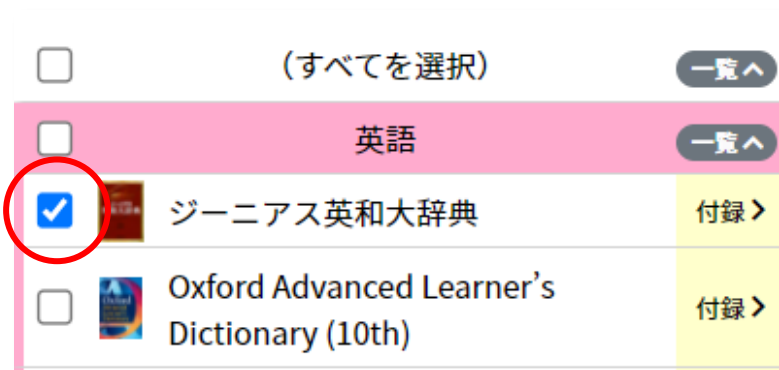 （すべてを選択）
一覧
英語
一覧
ジーニアス英和大辞典
付録
Oxford Advanced Learner’s
Dictionary (10th)
付録